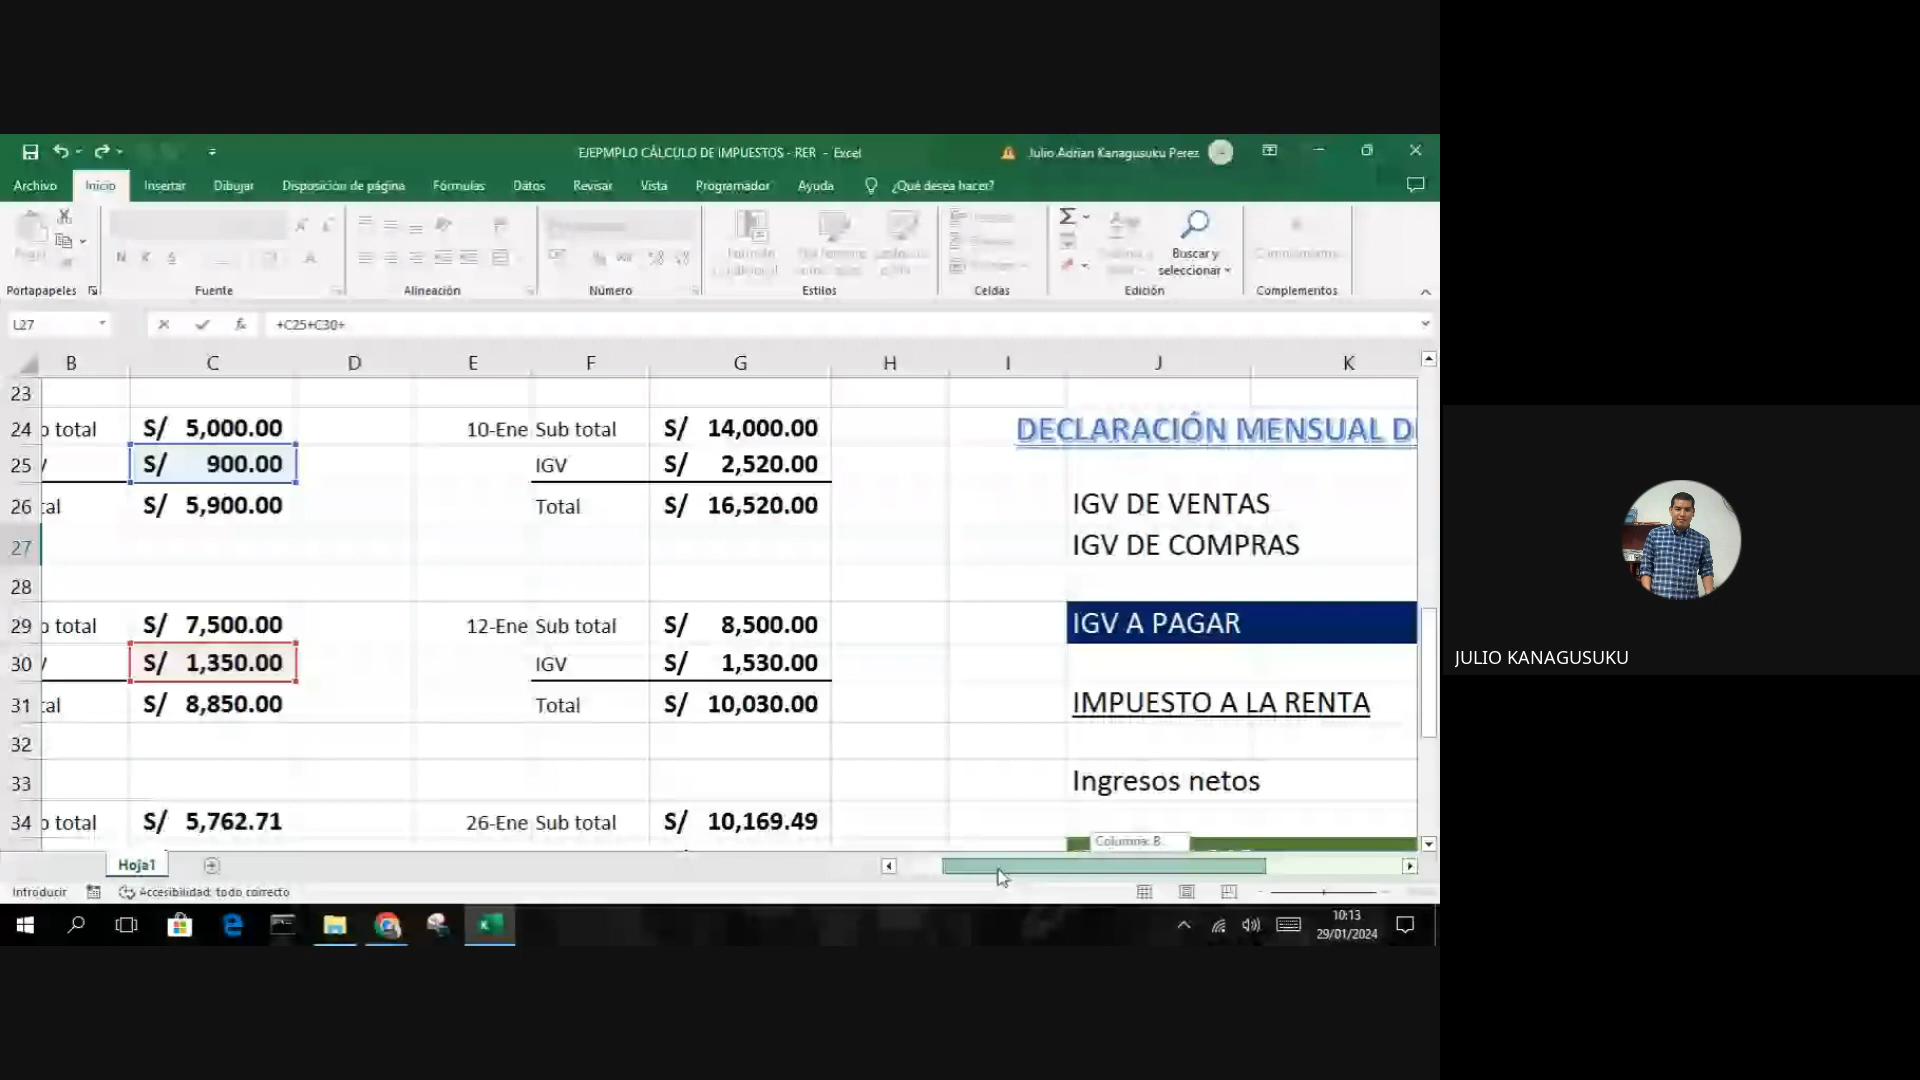 EJEPMPLO CÁLCULO DE IMPUESTOS - RER - Excel
Julio Adrian Kanagusuku Perez
Archivo Inicio Insertar Dibujar Disposición de página Fórmulas Datos Revisar Vista Programador Ayuda ¿Qué desea hacer?
N K S
Buscar y
seleccionar
Portapapeles Fuente Alineación Número Estilos Celdas Edición Complementos
L27 fx +C25+C30+
B C D E F G H I J K
23
24 o total S/ 5,000.00 10-Ene Sub total S/ 14,000.00 DECLARACIÓN MENSUAL D
25 S/ 900.00 IGV S/ 2,520.00
26 tal S/ 5,900.00 Total S/ 16,520.00 IGV DE VENTAS
27 IGV DE COMPRAS
28
29 o total S/ 7,500.00 12-Ene Sub total S/ 8,500.00 IGV A PAGAR
30 S/ 1,350.00 IGV S/ 1,530.00
31 tal S/ 8,850.00 Total S/ 10,030.00 IMPUESTO A LA RENTA
32
33 Ingresos netos
34 o total S/ 5,762.71 26-Ene Sub total S/ 10,169.49
Columna: B
Hoja1
Introducir Accesibilidad: todo correcto
10:13
29/01/2024
JULIO KANAGUSUKU